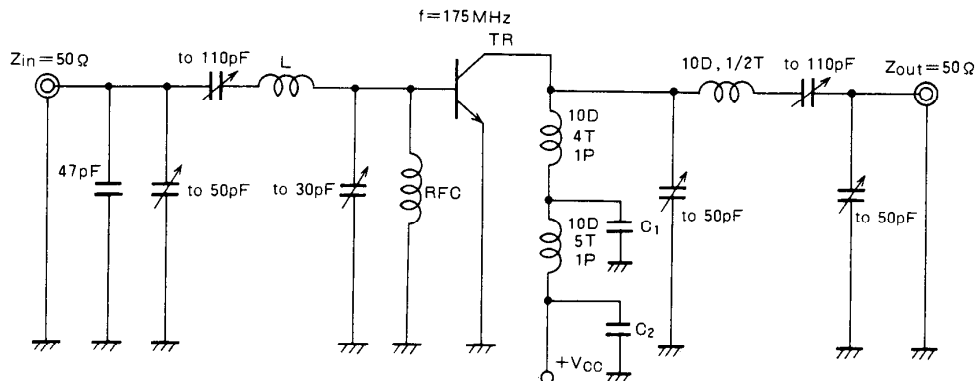 f=175MHz
TR
Zin=50Ω
to 110pF
L
10D, 1/2T
to 110pF
Zout=50Ω
10D
4T
1P
47pF
to 50pF
to 30pF
RFC
C1
to 50pF
to 50pF
10D
5T
1P
C2
+VCC